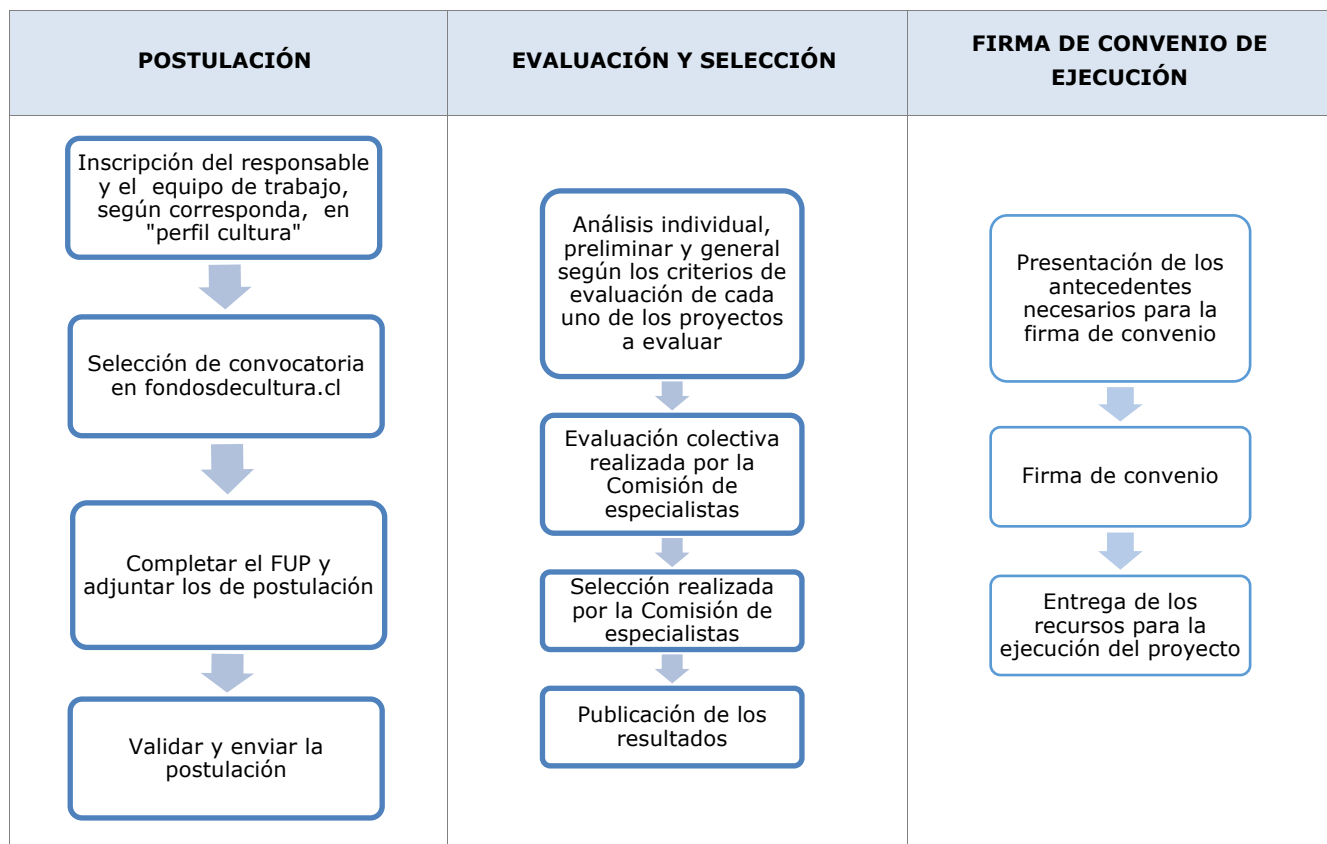 POSTULACIÓN
Inscripción del responsable
y el equipo de trabajo,
según corresponda, en
"perfil cultura"
Selección de convocatoria
en fondosdecultura.cl
Completar el FUP y
adjuntar los de postulación
Validar y enviar la
postulación
EVALUACIÓN Y SELECCIÓN
Análisis individual,
preliminar y general
según los criterios de
evaluación de cada
uno de los proyectos
a evaluar
Evaluación colectiva
realizada por la
Comisión de
especialistas
Selección realizada
por la Comisión de
especialistas
Publicación de los
resultados
FIRMA DE CONVENIO DE
EJECUCIÓN
Presentación de los
antecedentes
necesarios para la
firma de convenio
Firma de convenio
Entrega de los
recursos para la
ejecución del proyecto